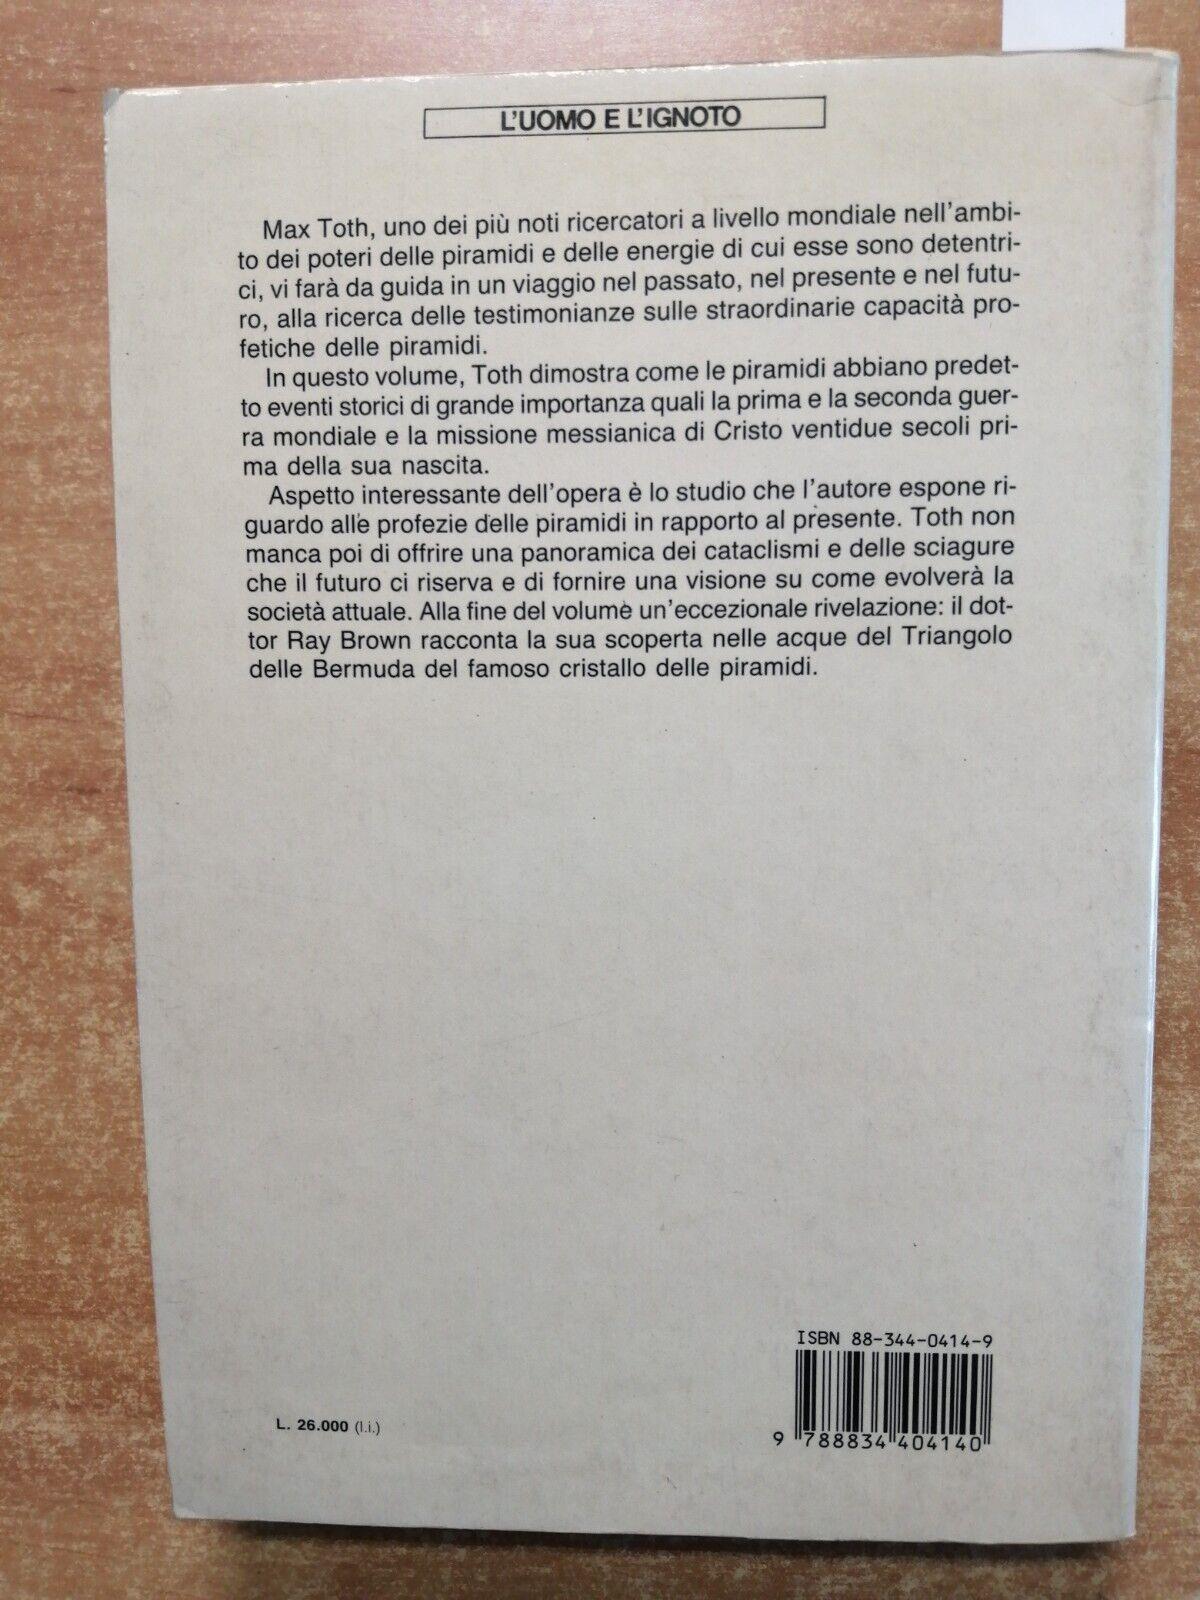 L'UOMO E L'IGNOTO
Max Toth, uno dei più noti ricercatori a livello mondiale nell'ambi-
to dei poteri delle piramidi e delle energie di cui esse sono detentri-
ci, vi farà da guida in un viaggio nel passato, nel presente e nel futu-
ro, alla ricerca delle testimonianze sulle straordinarie capacità pro-
fetiche delle piramidi.
In questo volume, Toth dimostra come le piramidi abbiano predet-
to eventi storici di grande importanza quali la prima e la seconda guer-
ra mondiale e la missione messianica di Cristo ventidue secoli pri-
ma della sua nascita.
Aspetto interessante dell'opera è lo studio che l'autore espone ri-
guardo alle profezie delle piramidi in rapporto al presente. Toth non
manca poi di offrire una panoramica dei cataclismi e delle sciagure
che il futuro ci riserva e di fornire una visione su come evolverà la
società attuale. Alla fine del volume un'eccezionale rivelazione: il dot-
tor Ray Brown racconta la sua scoperta nelle acque del Triangolo
delle Bermuda del famoso cristallo delle piramidi.
ISBN 88-344-0414-9
L. 26.000 (l.i.)
9 788834 404140